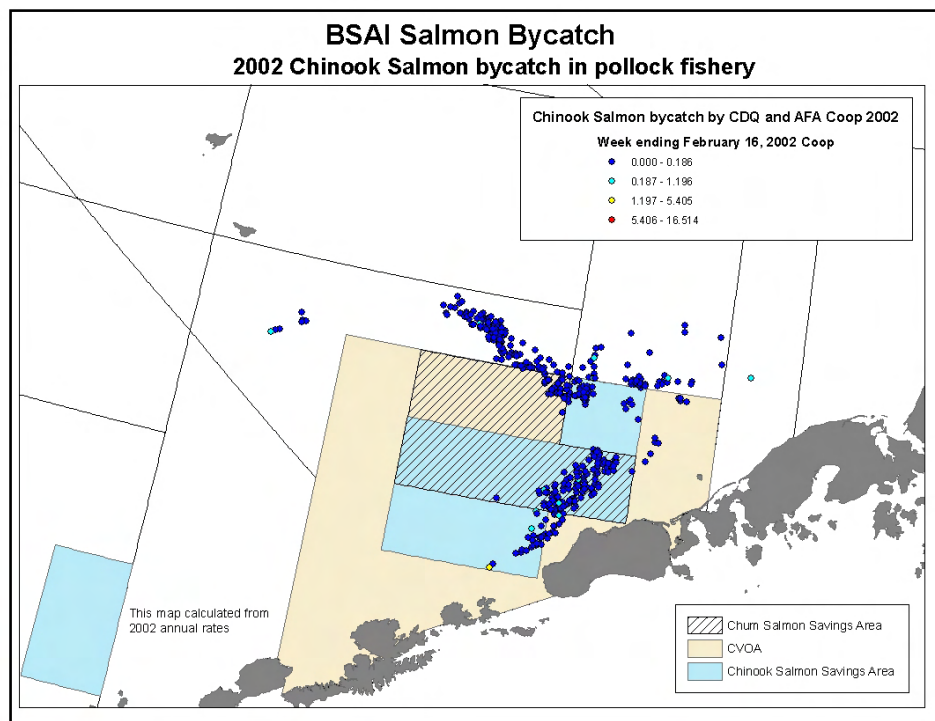 BSAI Salmon Bycatch
2002 Chinook Salmon bycatch in pollock fishery
Chinook Salmon bycatch by CDQ and AFA Coop 2002
Week ending February 16, 2002 Coop
0.000 - 0.186
0.187 - 1.196
1.197 - 5.405
5.406 - 16.514
This map calculated from
2002 annual rates
Chum Salmon Savings Area
CVOA
Chinook Salmon Savings Area